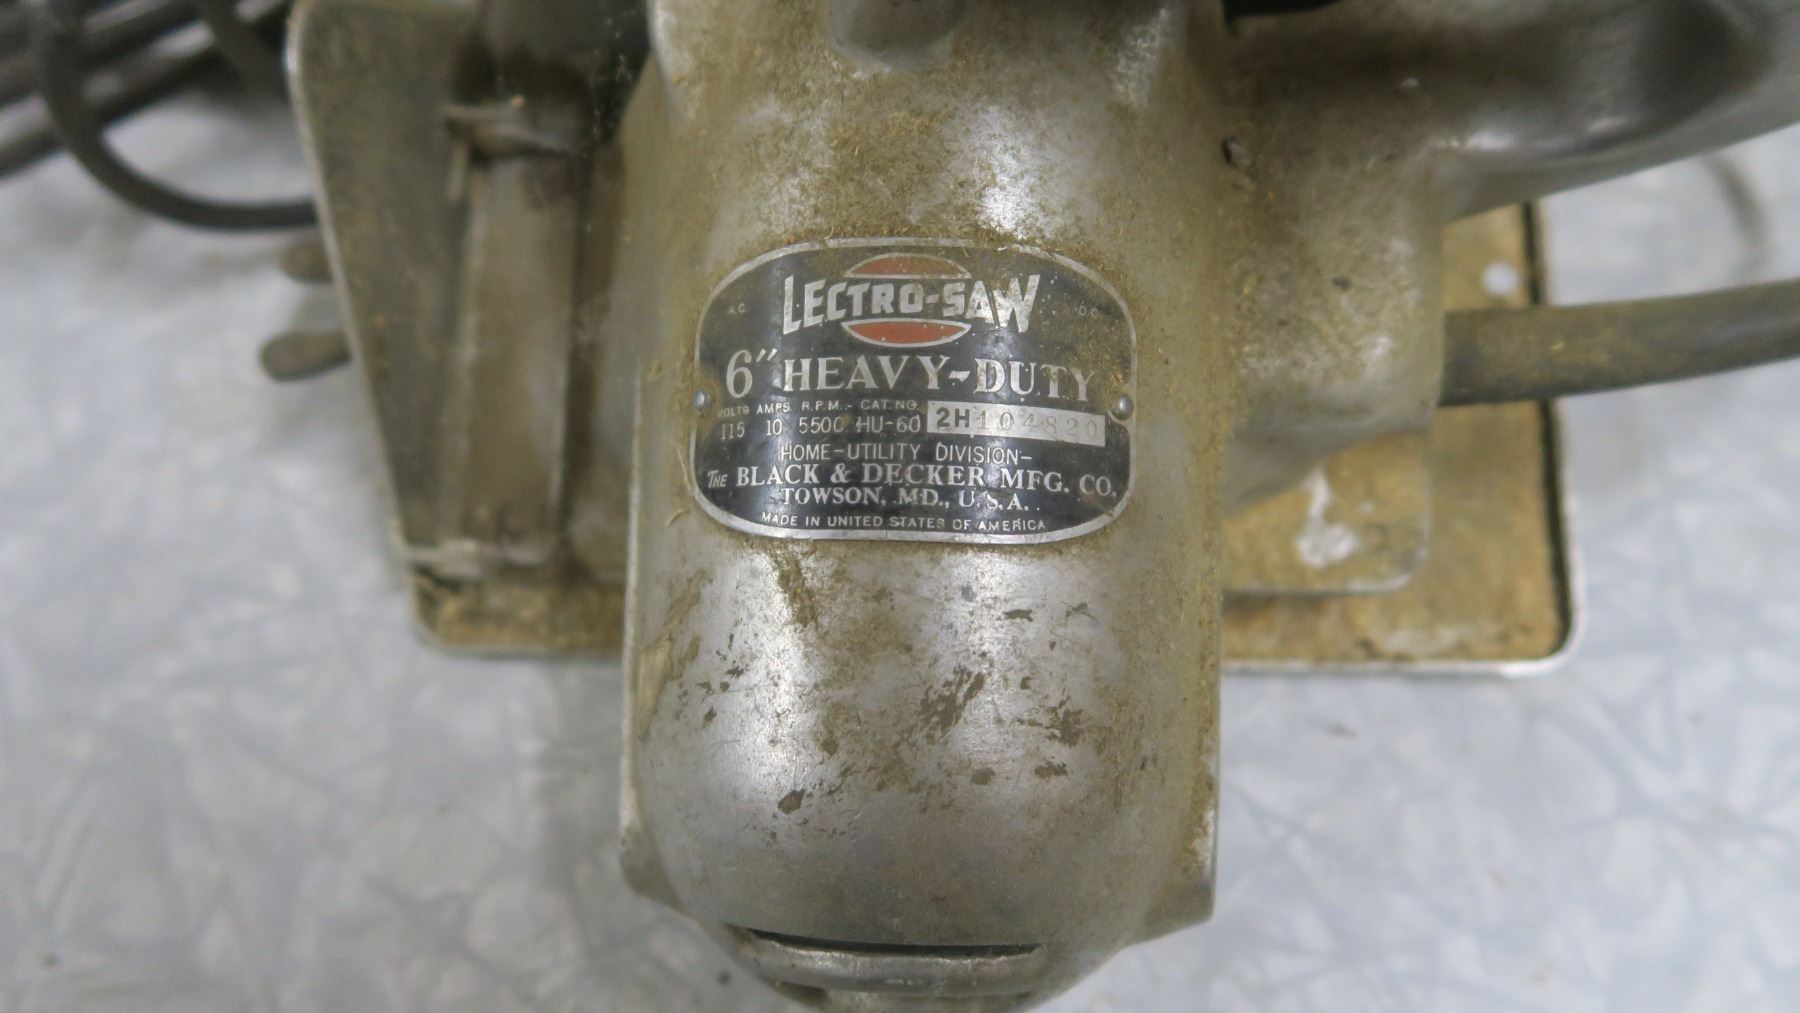 LECTRO-SAW
A.C. D.C.
6" HEAVY-DUTY
VOLTS AMPS. R.P.M. - CAT. NO.
115 10 5500 HU-60 2H104820
HOME-UTILITY DIVISION-
THE BLACK & DECKER MFG. CO.
TOWSON, MD., U.S.A.
MADE IN UNITED STATES OF AMERICA